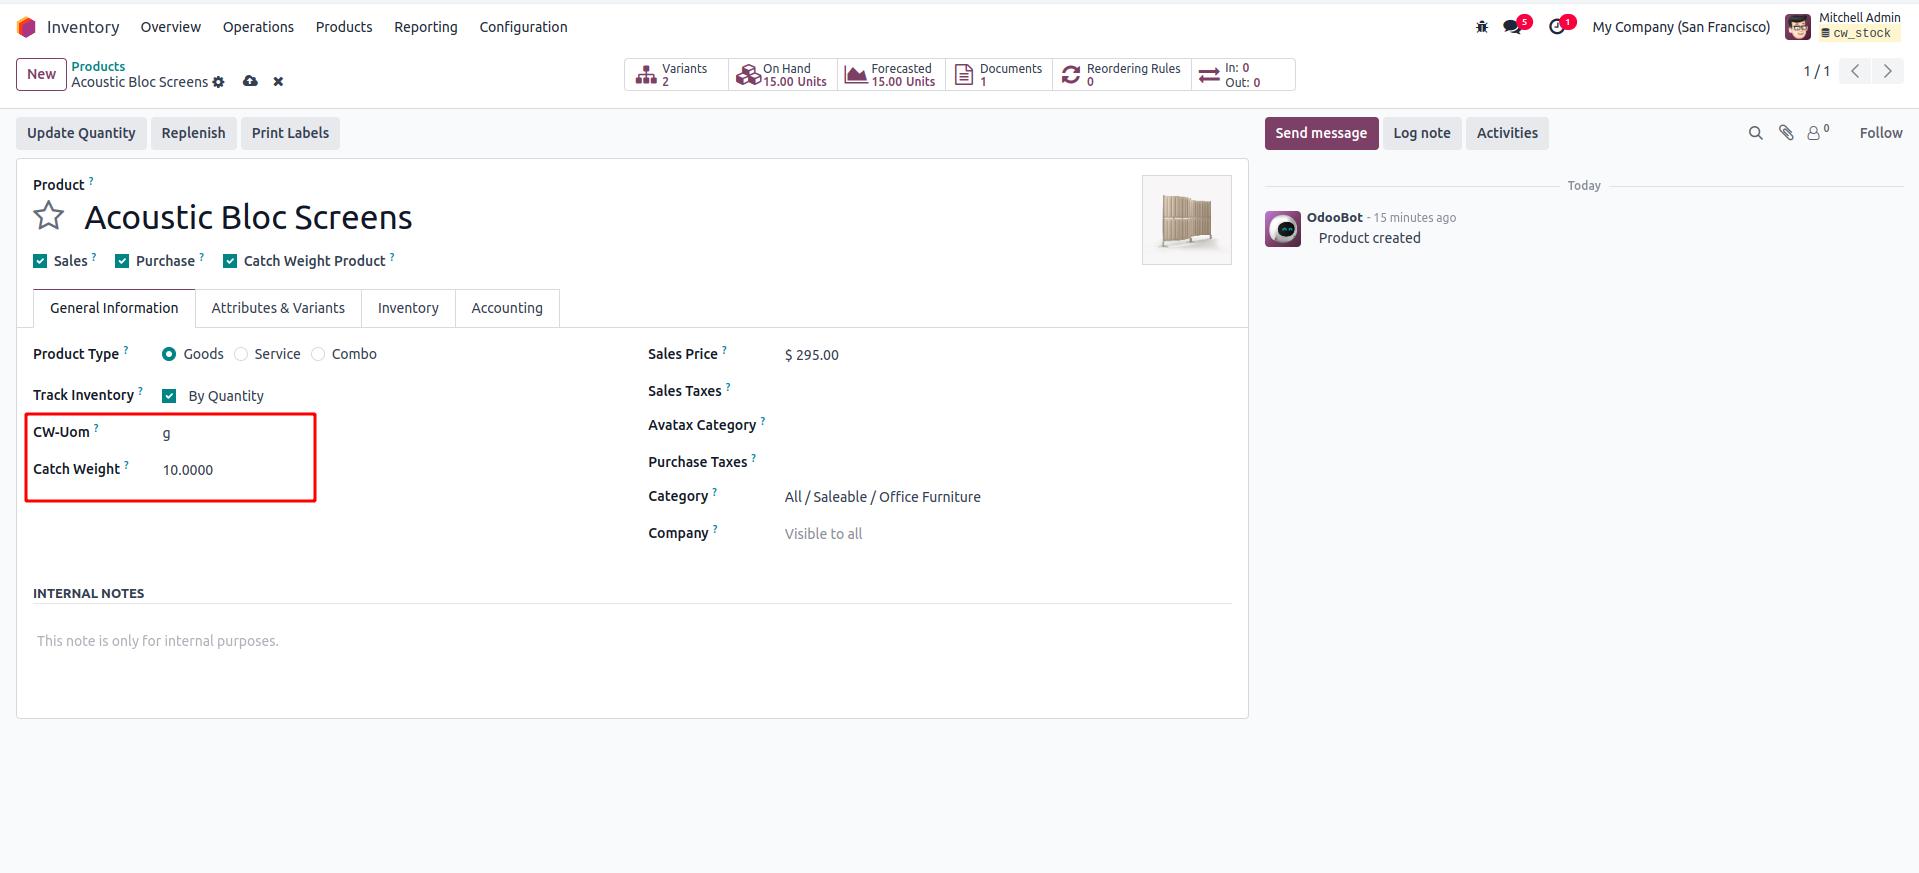 Inventory Overview Operations Products Reporting Configuration 5 1 My Company (San Francisco) Mitchell Admin
cw_stock
New Products
Acoustic Bloc Screens
Variants
2
On Hand
15.00 Units
Forecasted
15.00 Units
Documents
1
Reordering Rules
0
In: 0
Out: 0
1 / 1
Update Quantity Replenish Print Labels
Send message Log note Activities 0 Follow
Product ?
Acoustic Bloc Screens
Sales ? Purchase ? Catch Weight Product ?
General Information Attributes & Variants Inventory Accounting
Product Type ? Goods Service Combo
Track Inventory ? By Quantity
CW-Uom ? g
Catch Weight ? 10.0000
Sales Price ? $ 295.00
Sales Taxes ?
Avatax Category ?
Purchase Taxes ?
Category ? All / Saleable / Office Furniture
Company ? Visible to all
INTERNAL NOTES
This note is only for internal purposes.
Today
OdooBot - 15 minutes ago
Product created